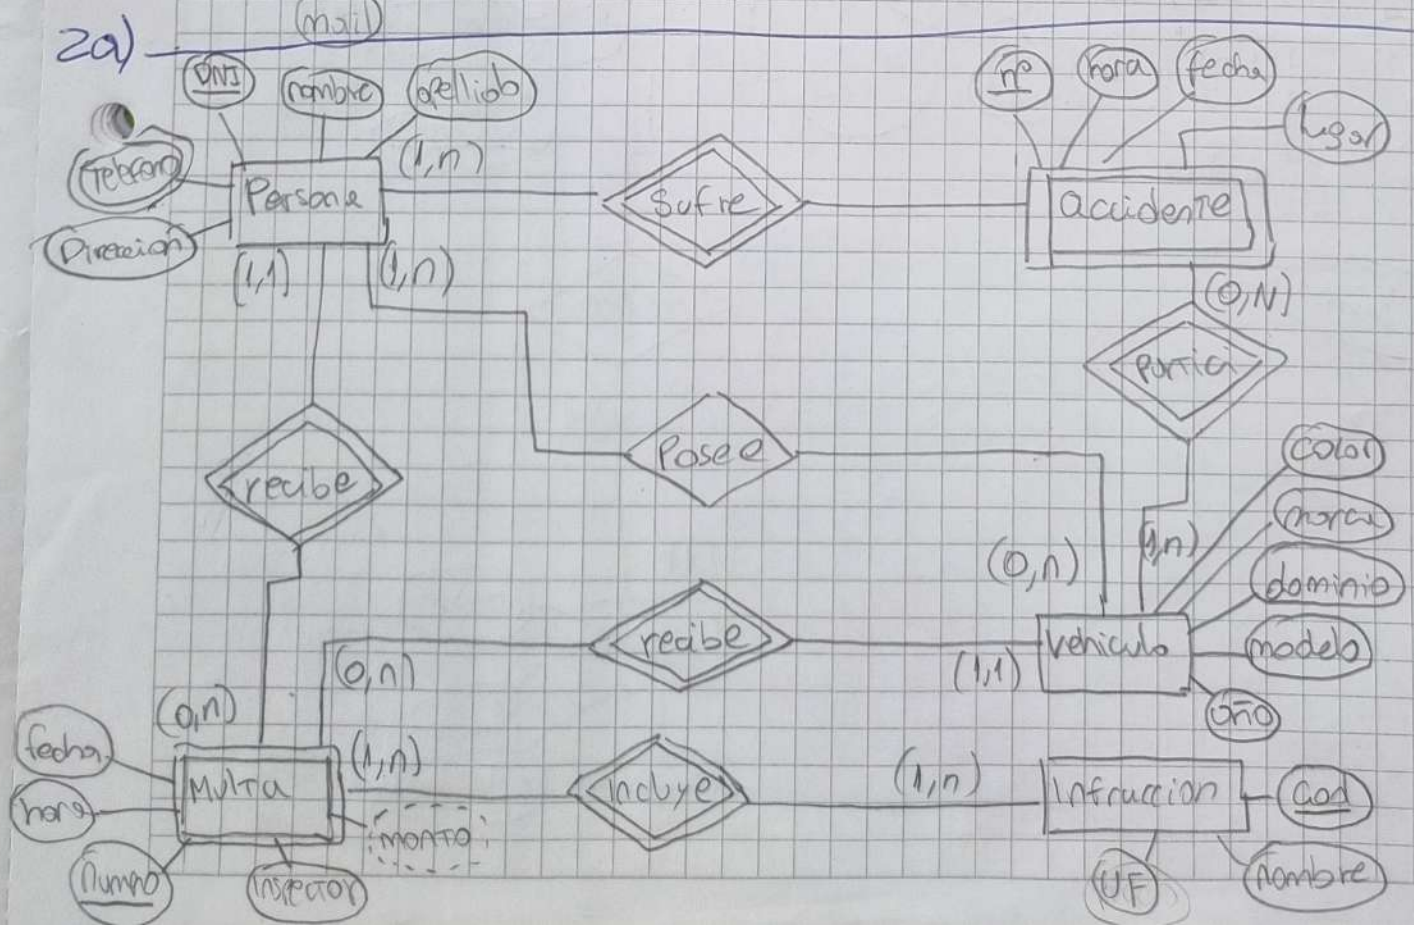 mail
2a)
DNI nombre apellido nº hora fecha
lugar
Telefono Persona (1,n) Sufre accidente
Direccion (1,1) (1,n) (0,N)
partici
recibe Posee color
marca
(0,n) (1,n) dominio
recibe vehiculo modelo
(0,n) (1,1)
(0,n) año
fecha (1,n) (1,n)
Multa incluye infraccion cod
hora MONTO
numero inspector UF nombre